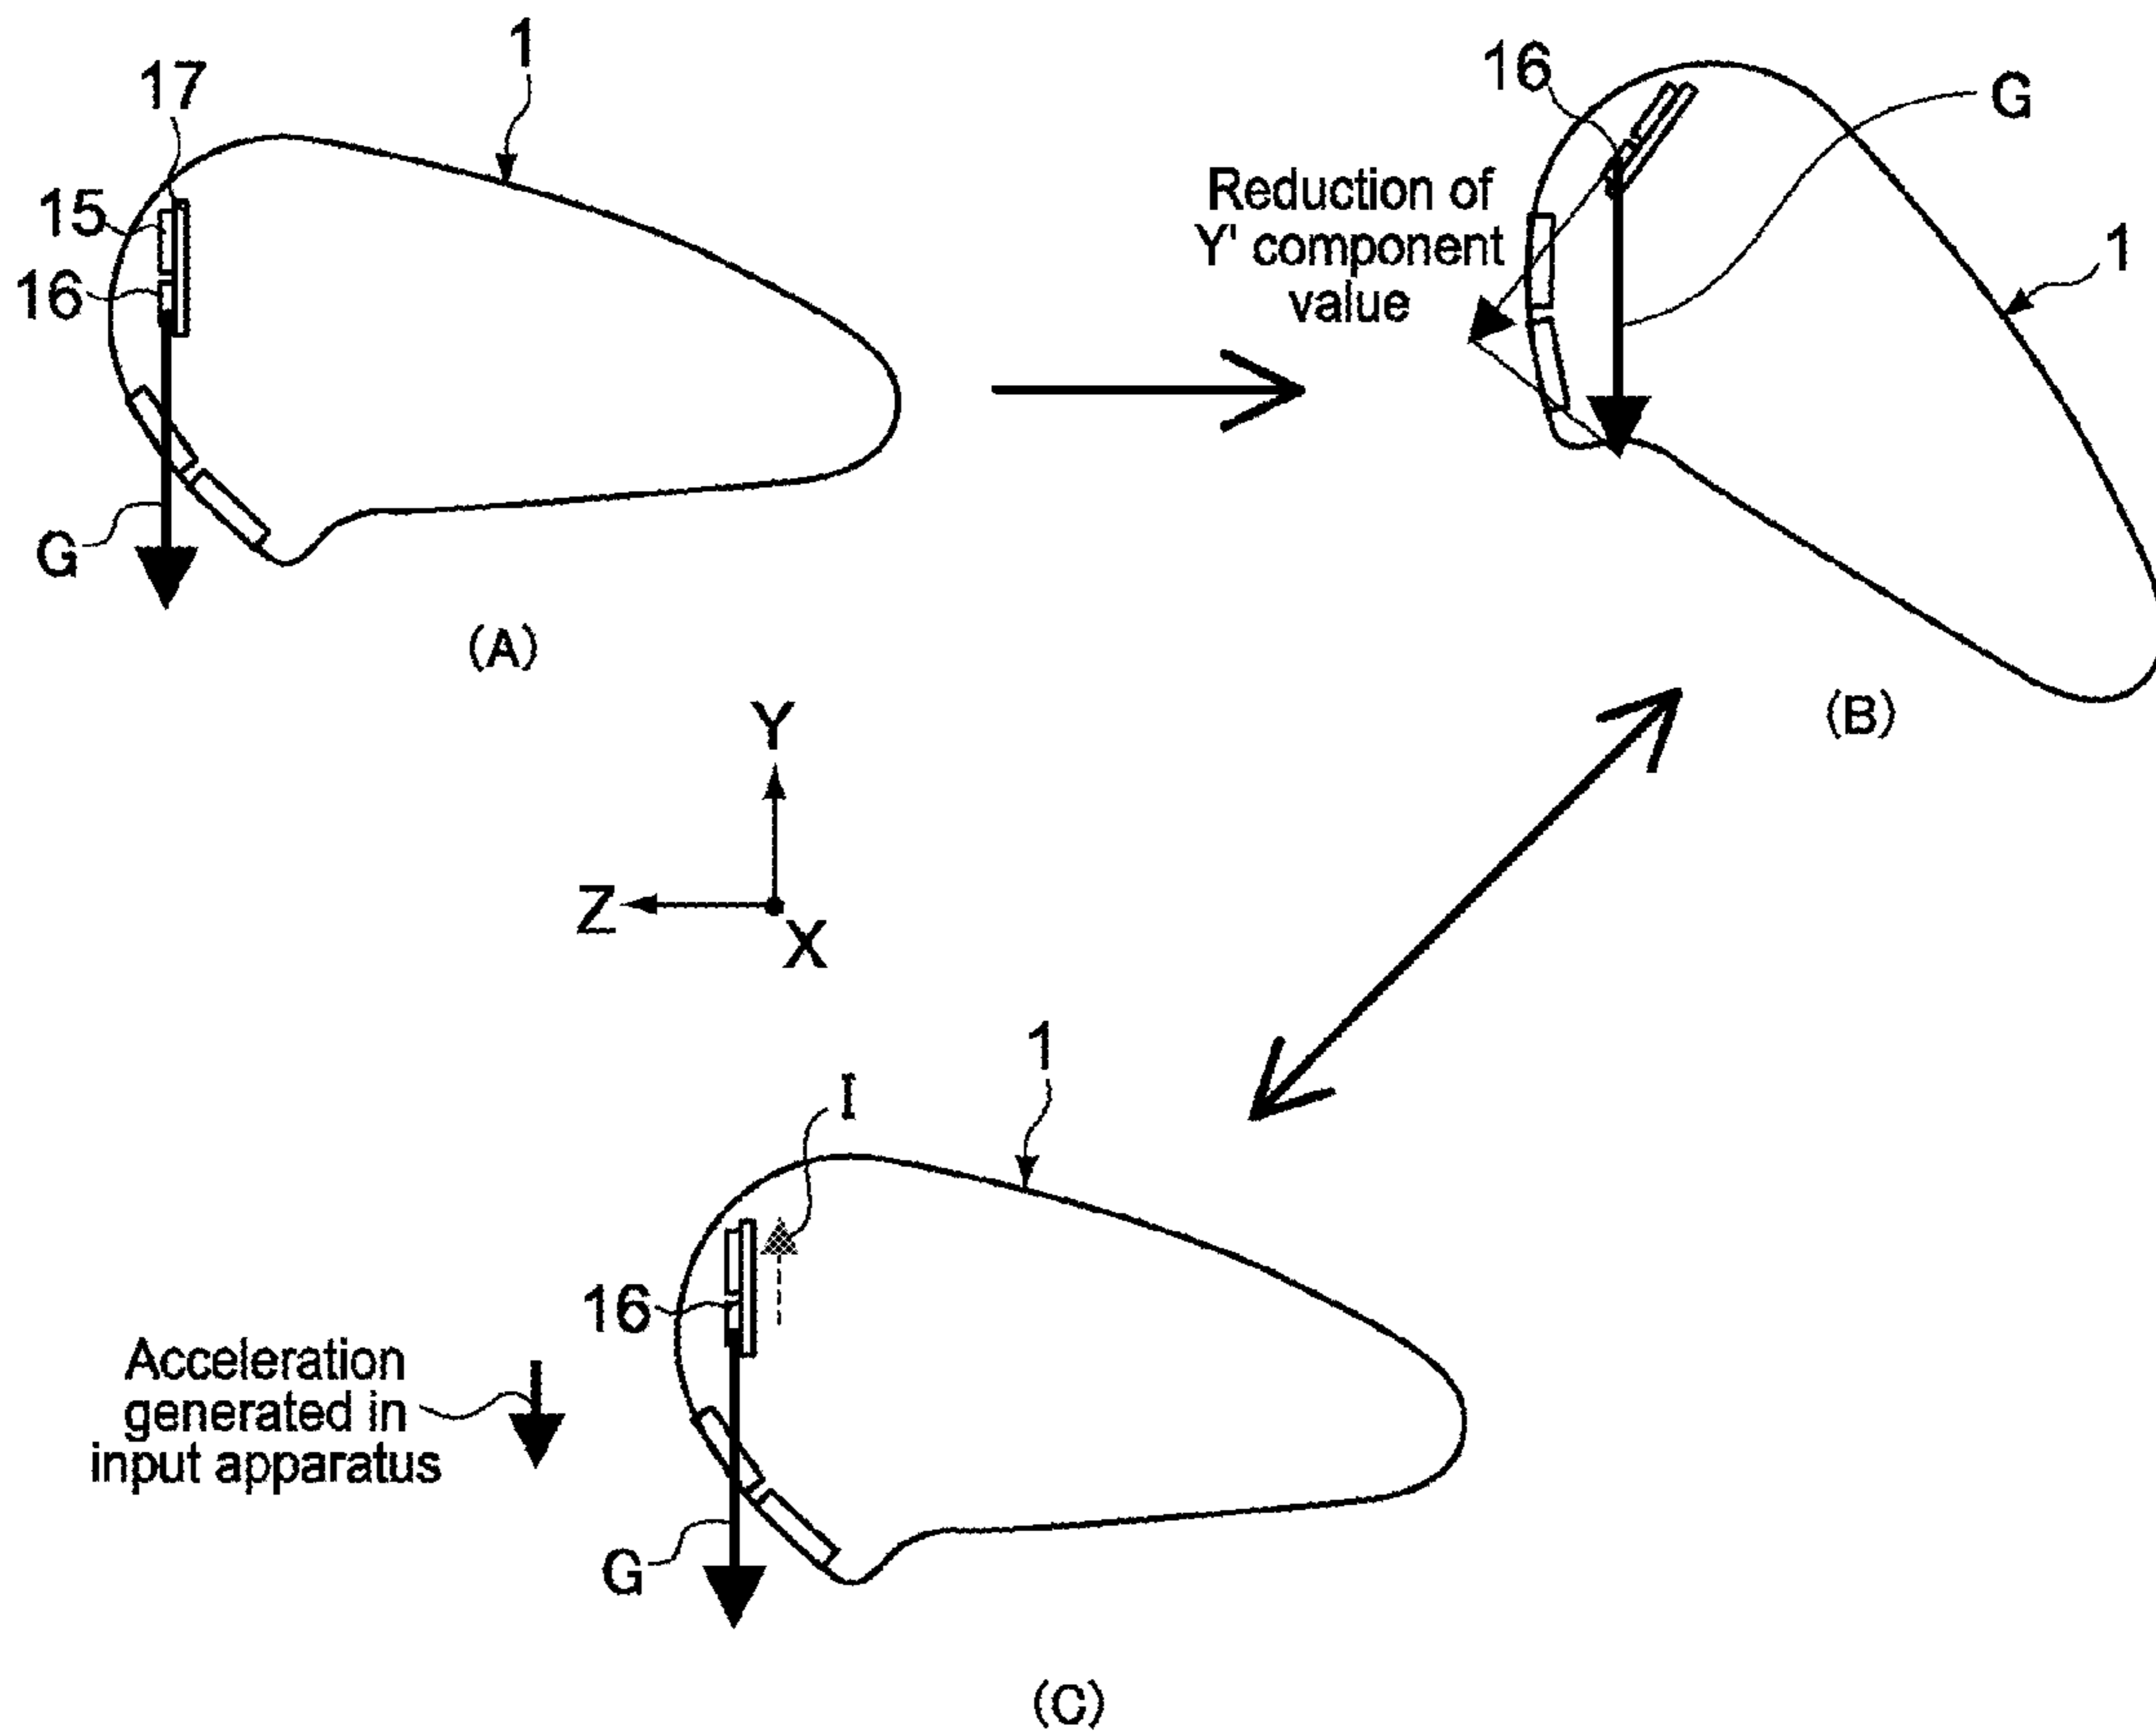 1
17
15
16
G
(A)
16
G
Reduction of
Y' component
value
1
(B)
Y
Z
X
1
I
16
Acceleration
generated in
input apparatus
G
(C)